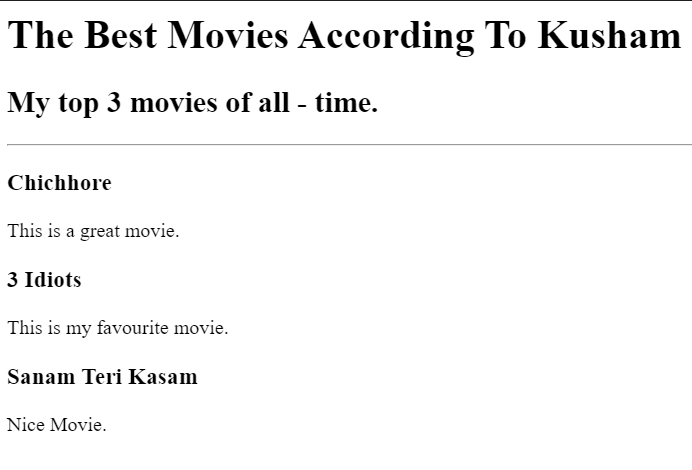 The Best Movies According To Kusham
My top 3 movies of all - time.
Chichhore
This is a great movie.
3 Idiots
This is my favourite movie.
Sanam Teri Kasam
Nice Movie.